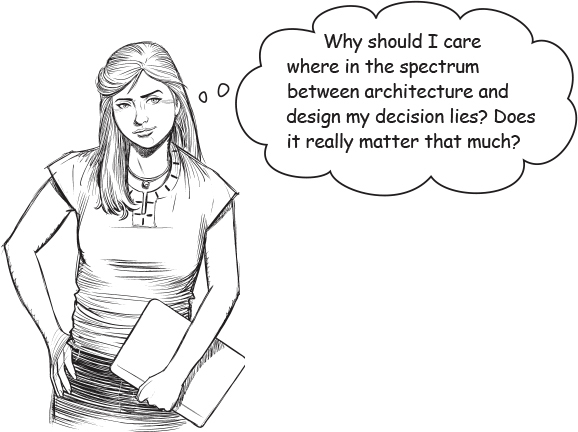 Why should I care
where in the spectrum
between architecture and
design my decision lies? Does
it really matter that much?